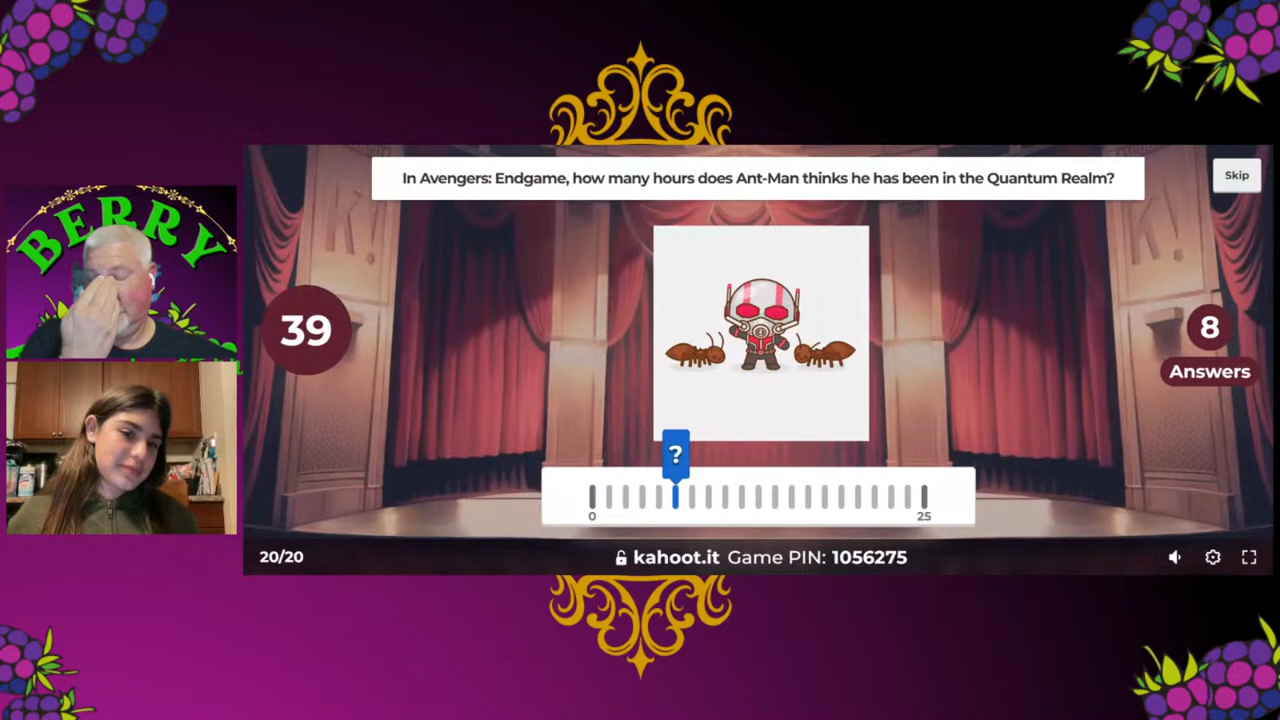 In Avengers: Endgame, how many hours does Ant-Man thinks he has been in the Quantum Realm?
Skip
BERRY
39
8
Answers
?
0
25
20/20
kahoot.it Game PIN: 1056275